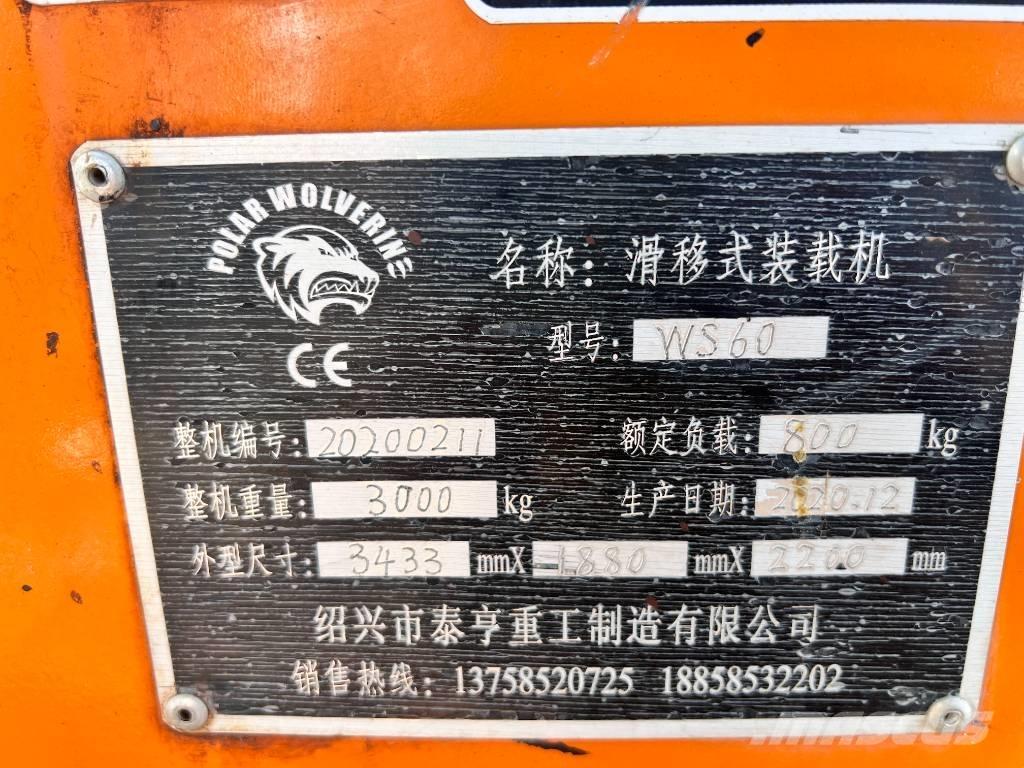 POLAR WOLVERINE
CE
名称：滑移式装载机
型号：WS60
整机编号：20200211 额定负载：800 kg
整机重量：3000 kg 生产日期：2020.12
外型尺寸：3433 mmX 1880 mmX 2200 mm
绍兴市泰亨重工制造有限公司
销售热线：13758520725 18858532202
MASCUS